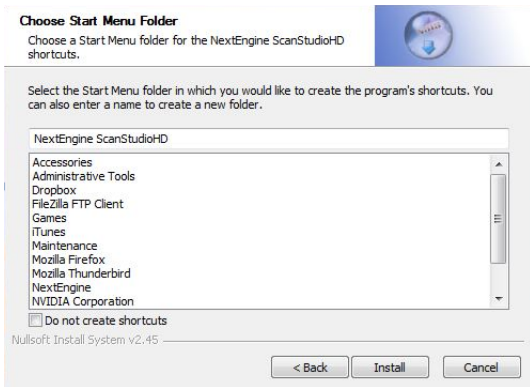 Choose Start Menu Folder
Choose a Start Menu folder for the NextEngine ScanStudioHD
shortcuts.
Select the Start Menu folder in which you would like to create the program's shortcuts. You
can also enter a name to create a new folder.
NextEngine ScanStudioHD
Accessories
Administrative Tools
Dropbox
FileZilla FTP Client
Games
iTunes
Maintenance
Mozilla Firefox
Mozilla Thunderbird
NextEngine
NVIDIA Corporation
Do not create shortcuts
Nullsoft Install System v2.45
< Back Install Cancel